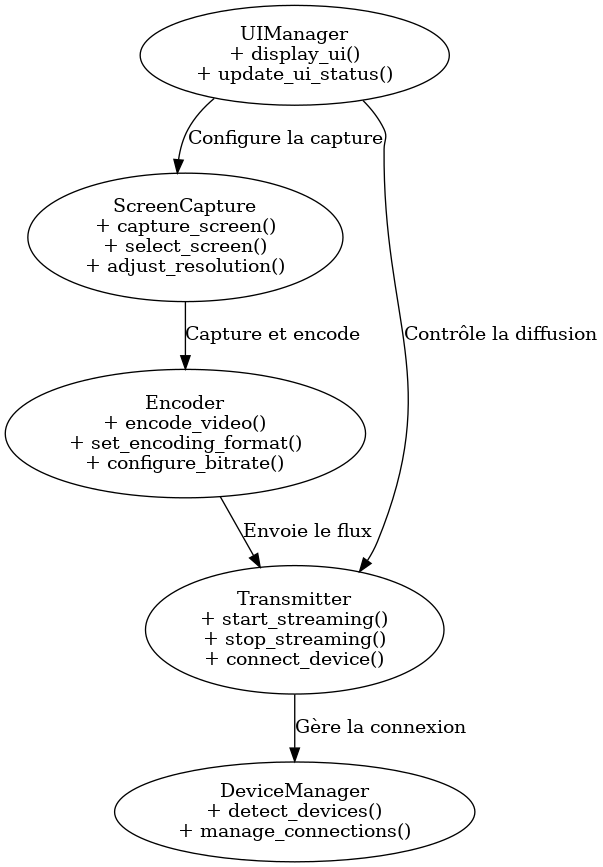 UIManager
+ display_ui()
+ update_ui_status()
Configure la capture
ScreenCapture
+ capture_screen()
+ select_screen()
+ adjust_resolution()
Capture et encode
Contrôle la diffusion
Encoder
+ encode_video()
+ set_encoding_format()
+ configure_bitrate()
Envoie le flux
Transmitter
+ start_streaming()
+ stop_streaming()
+ connect_device()
Gère la connexion
DeviceManager
+ detect_devices()
+ manage_connections()